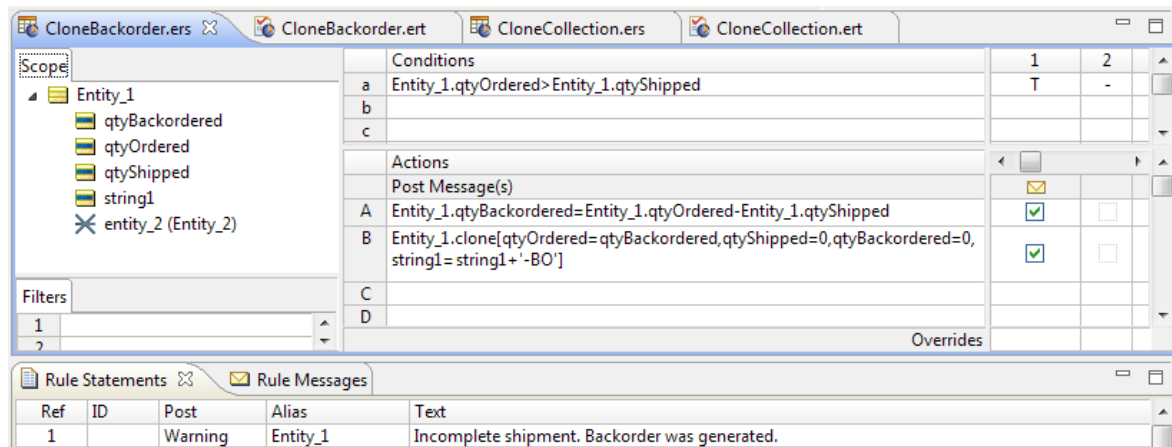 CloneBackorder.ers CloneBackorder.ert CloneCollection.ers CloneCollection.ert
Scope
Entity_1
qtyBackordered
qtyOrdered
qtyShipped
string1
entity_2 (Entity_2)
Filters
1
2
Conditions 1 2
a Entity_1.qtyOrdered>Entity_1.qtyShipped T -
b
c
Actions
Post Message(s)
A Entity_1.qtyBackordered=Entity_1.qtyOrdered-Entity_1.qtyShipped
B Entity_1.clone[qtyOrdered=qtyBackordered,qtyShipped=0,qtyBackordered=0,
string1=string1+'-BO']
C
D
Overrides
Rule Statements Rule Messages
Ref ID Post Alias Text
1 Warning Entity_1 Incomplete shipment. Backorder was generated.